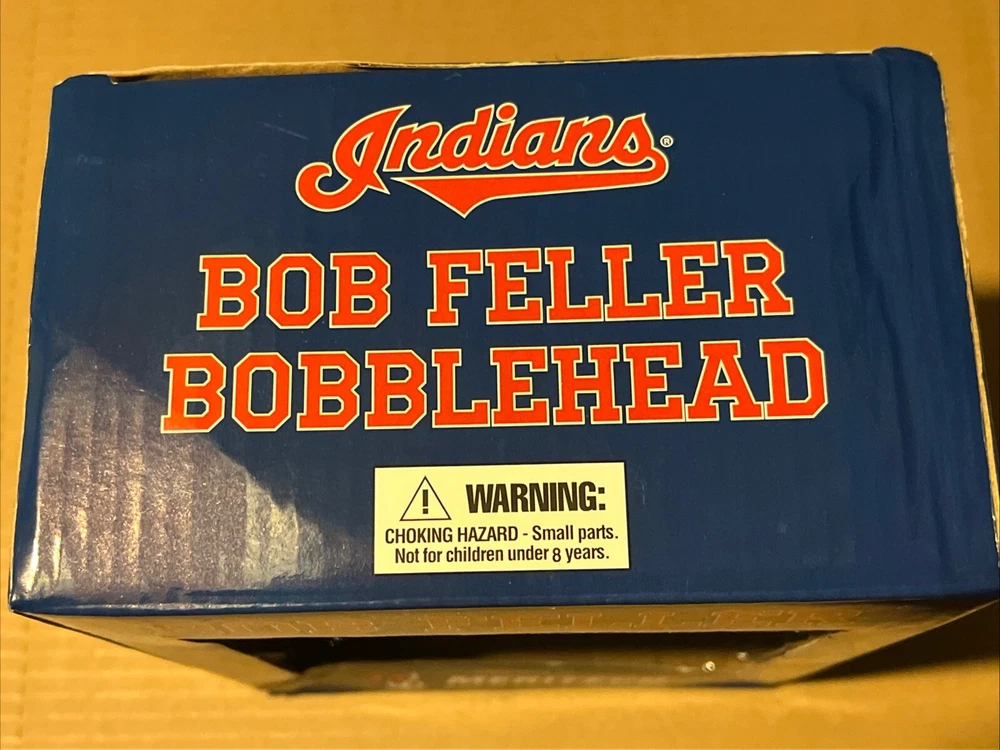 Indians®
BOB FELLER
BOBBLEHEAD
WARNING:
CHOKING HAZARD - Small parts.
Not for children under 8 years.